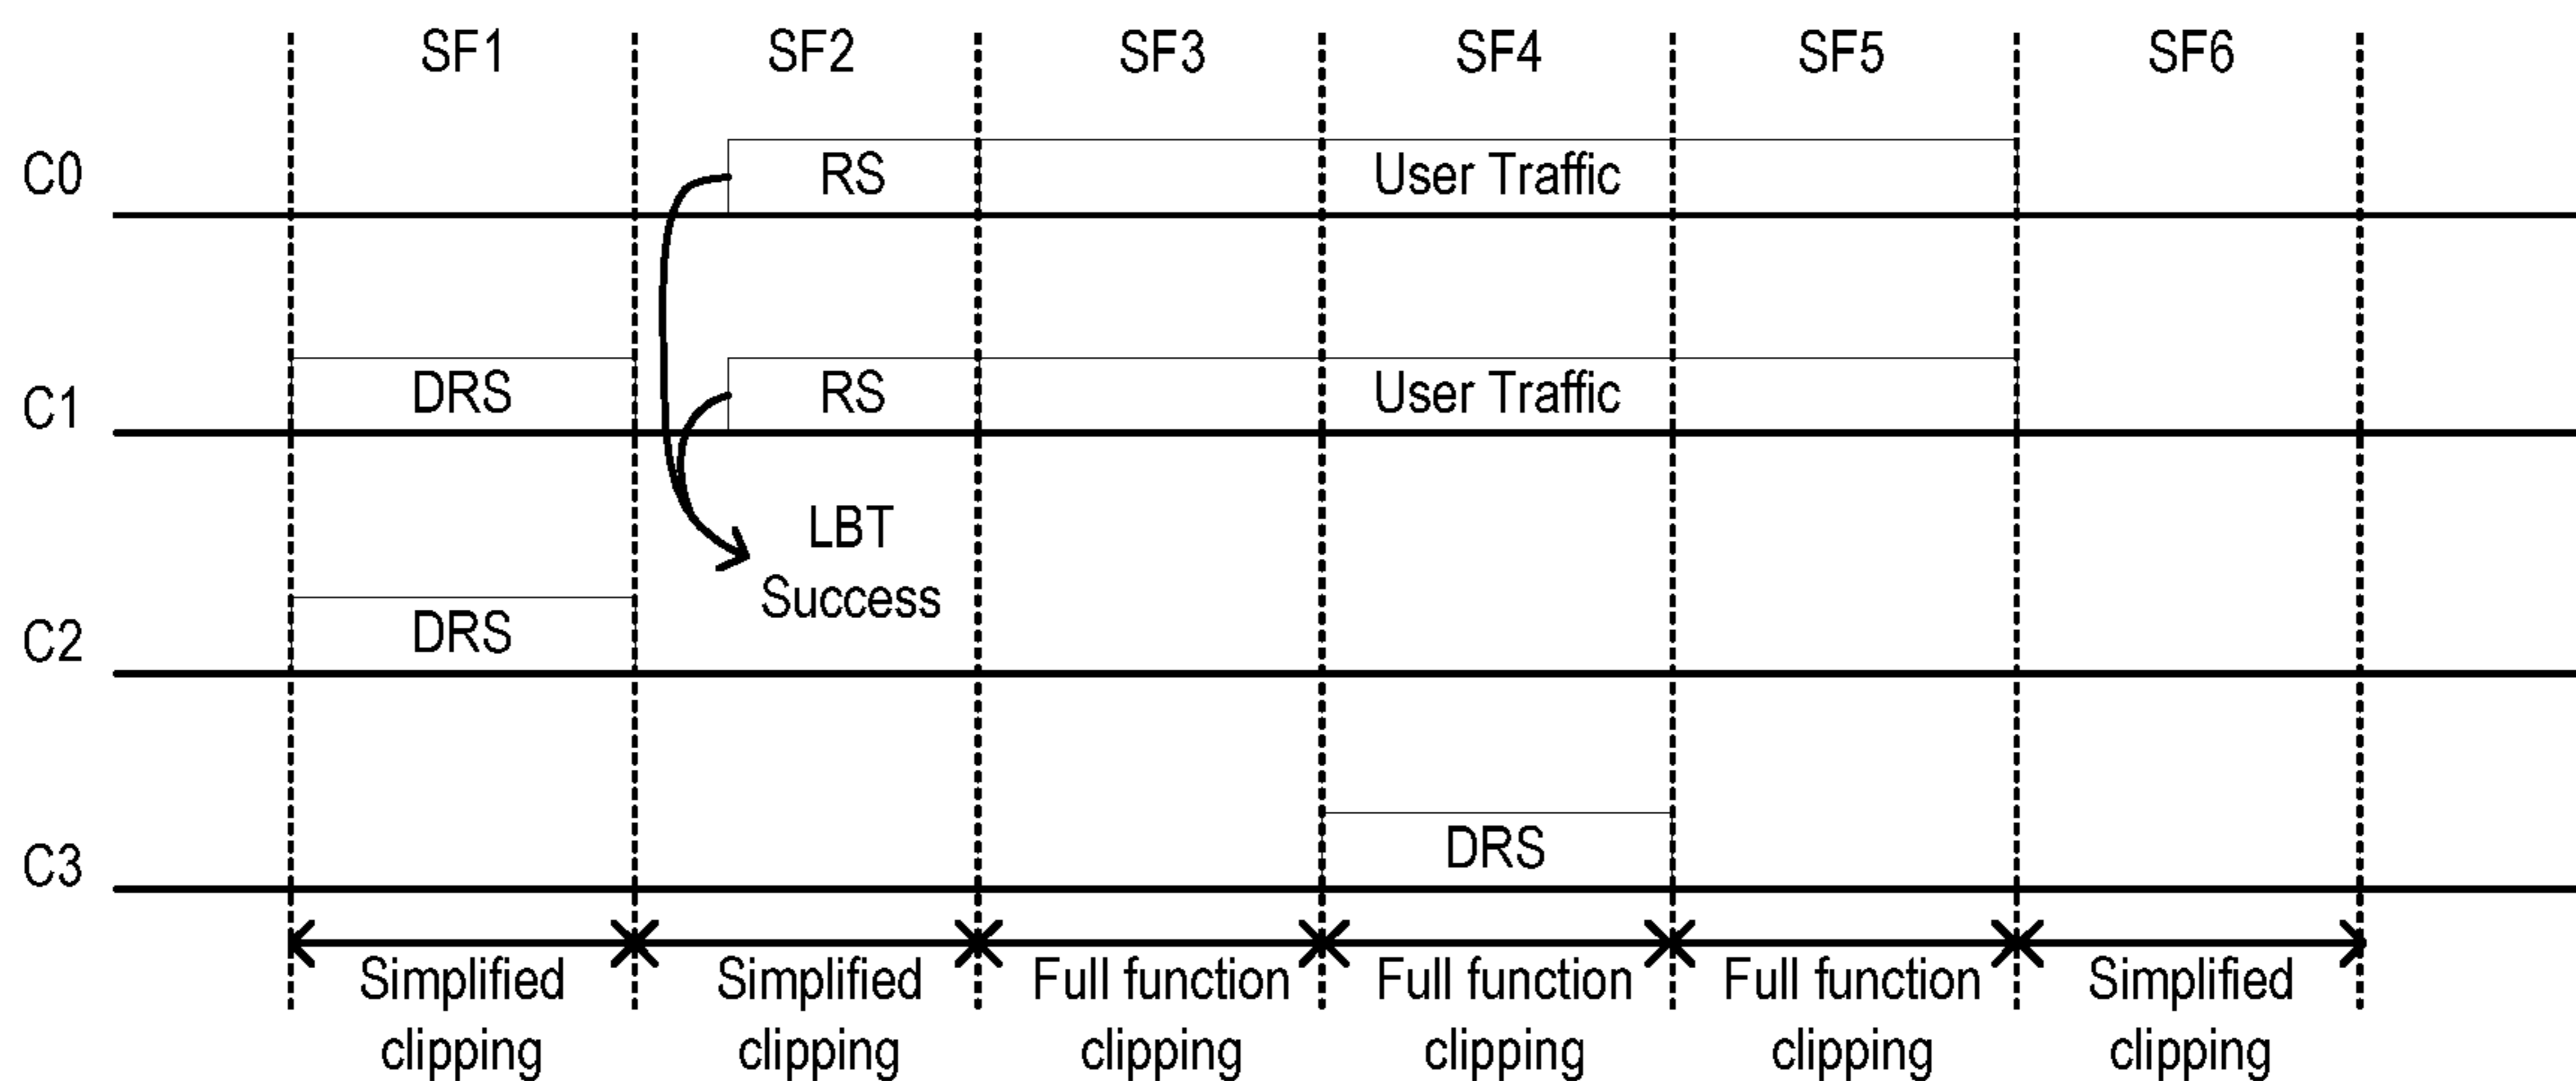 SF1 SF2 SF3 SF4 SF5 SF6
C0 RS User Traffic
C1 DRS RS User Traffic
LBT
Success
C2 DRS
C3 DRS
Simplified Simplified Full function Full function Full function Simplified
clipping clipping clipping clipping clipping clipping